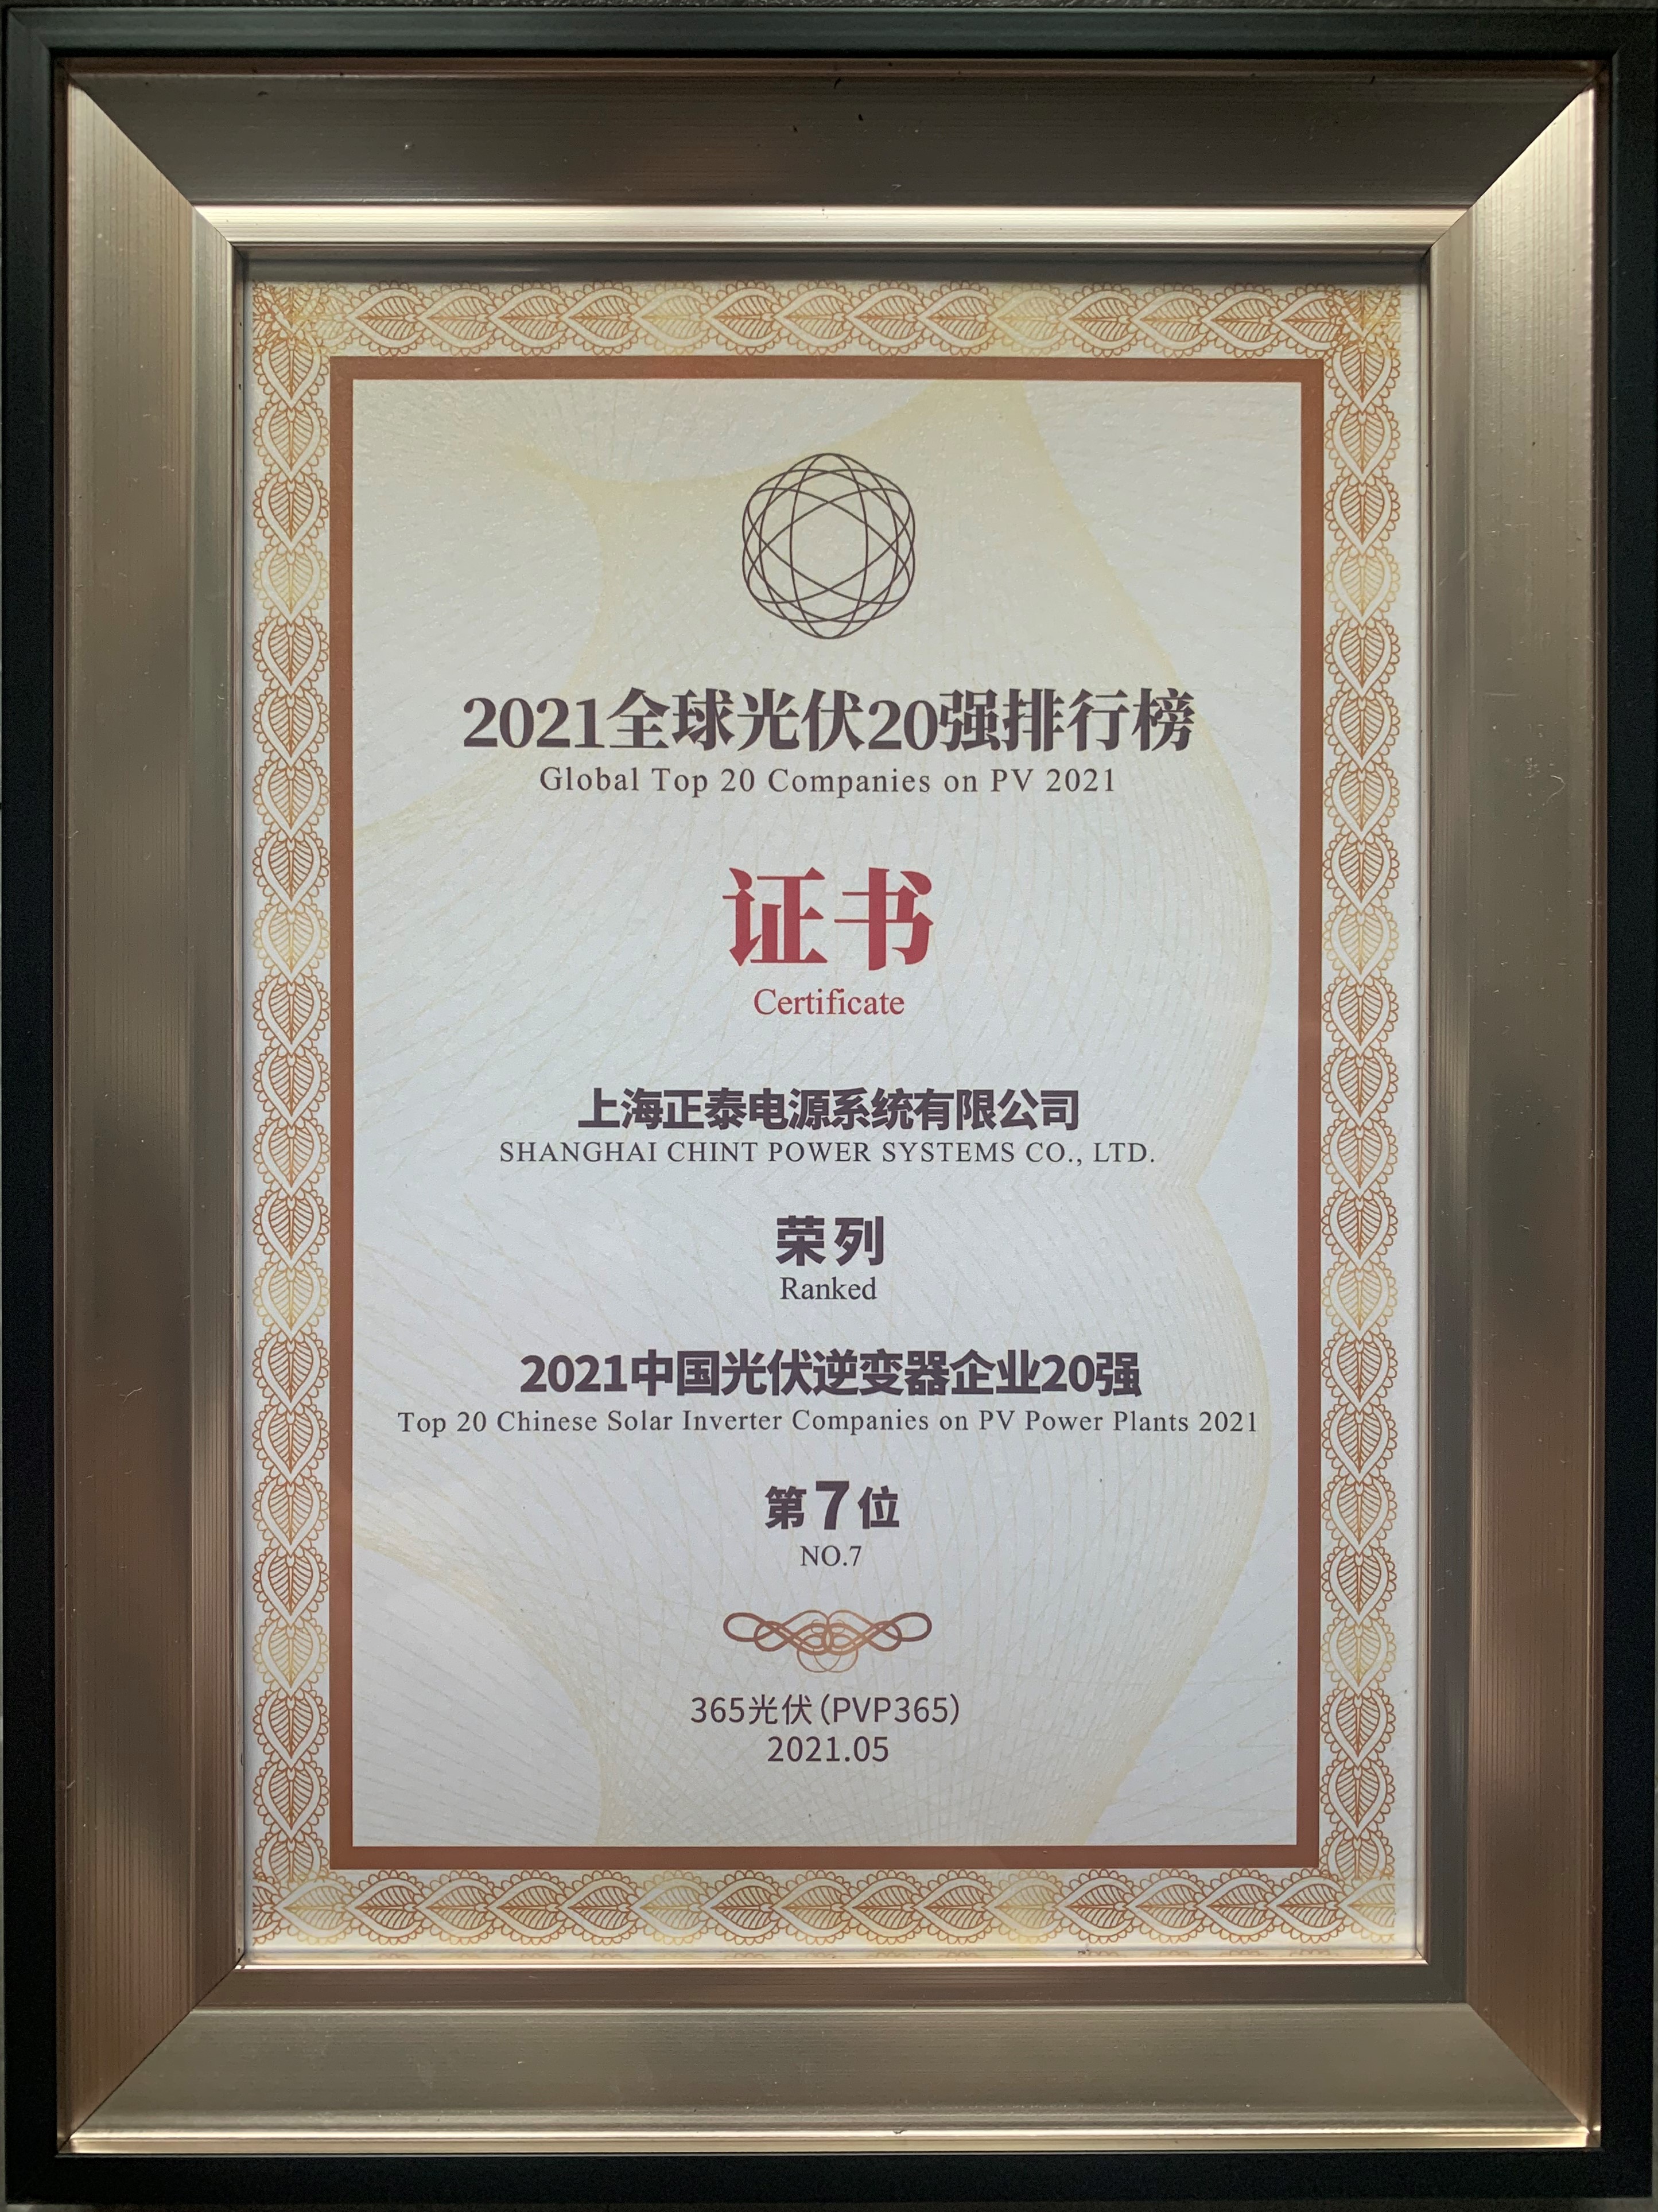 2021全球光伏20强排行榜
Global Top 20 Companies on PV 2021
证书
Certificate
上海正泰电源系统有限公司
SHANGHAI CHINT POWER SYSTEMS CO., LTD.
荣列
Ranked
2021中国光伏逆变器企业20强
Top 20 Chinese Solar Inverter Companies on PV Power Plants 2021
第7位
NO.7
365光伏(PVP365)
2021.05